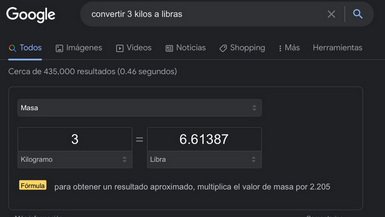 Google
convertir 3 kilos a libras
Todos Imágenes Videos Noticias Shopping Más Herramientas
Cerca de 435,000 resultados (0.46 segundos)
Masa
3 = 6.61387
Kilogramo Libra
Fórmula para obtener un resultado aproximado, multiplica el valor de masa por 2.205